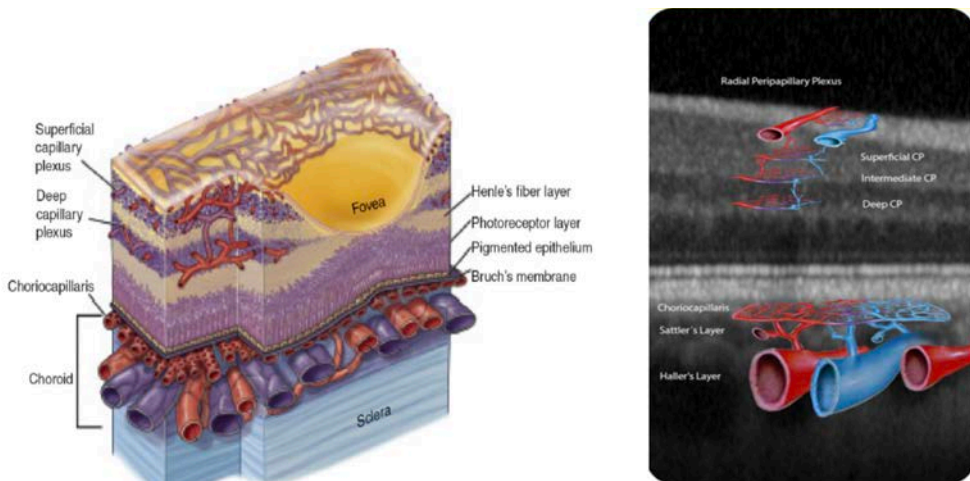 Superficial
capillary
plexus
Deep
capillary
plexus
Choriocapillaris
Choroid
Fovea
Sclera
Henle's fiber layer
Photoreceptor layer
Pigmented epithelium
Bruch's membrane
Radial Peripapillary Plexus
Superficial CP
Intermediate CP
Deep CP
Choriocapillaris
Sattler´s Layer
Haller's Layer